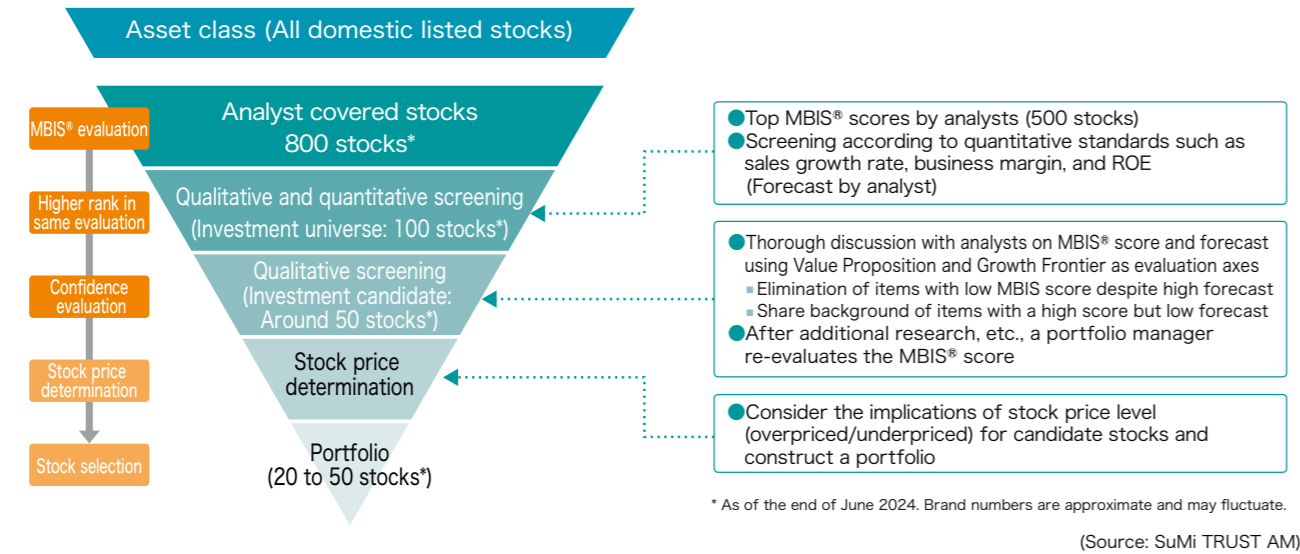 Asset class (All domestic listed stocks)
MBIS® evaluation
Higher rank in
same evaluation
Confidence
evaluation
Stock price
determination
Stock selection
Analyst covered stocks
800 stocks*
Qualitative and quantitative screening
(Investment universe: 100 stocks*)
Qualitative screening
(Investment candidate:
Around 50 stocks*)
Stock price
determination
Portfolio
(20 to 50 stocks*)
●Top MBIS® scores by analysts (500 stocks)
●Screening according to quantitative standards such as
sales growth rate, business margin, and ROE
(Forecast by analyst)
●Thorough discussion with analysts on MBIS® score and forecast
using Value Proposition and Growth Frontier as evaluation axes
■ Elimination of items with low MBIS score despite high forecast
■ Share background of items with a high score but low forecast
●After additional research, etc., a portfolio manager
re-evaluates the MBIS® score
●Consider the implications of stock price level
(overpriced/underpriced) for candidate stocks and
construct a portfolio
* As of the end of June 2024. Brand numbers are approximate and may fluctuate.
(Source: SuMi TRUST AM)